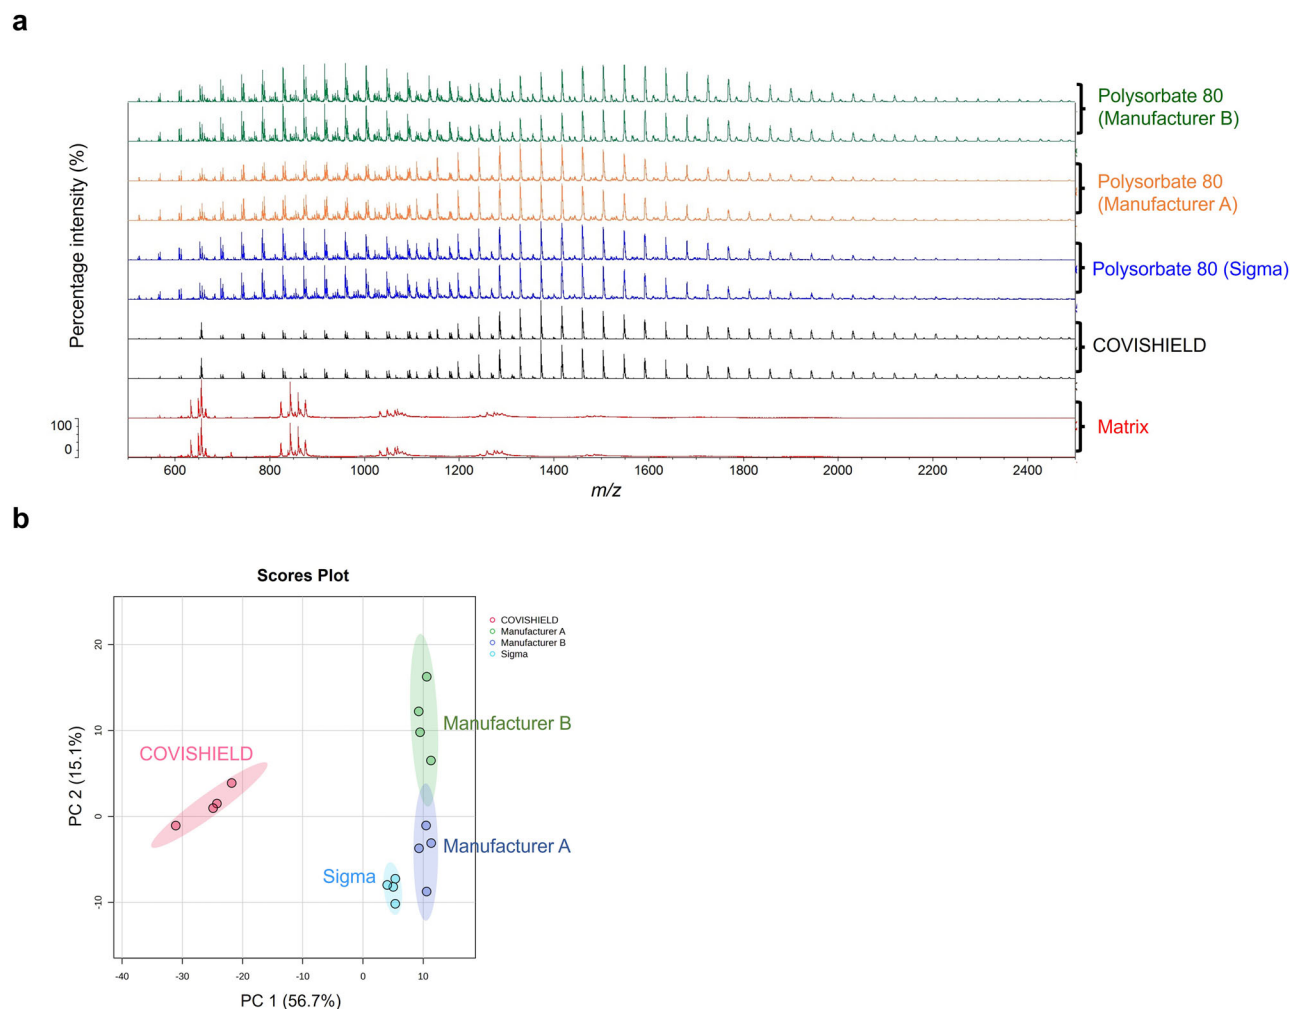 a
Percentage intensity (%)
Polysorbate 80
(Manufacturer B)
Polysorbate 80
(Manufacturer A)
Polysorbate 80 (Sigma)
COVISHIELD
Matrix
100
0
600 800 1000 1200 1400 1600 1800 2000 2200 2400
m/z
b
Scores Plot
COVISHIELD
Manufacturer A
Manufacturer B
Sigma
PC 2 (15.1%)
20
10
0
-10
COVISHIELD
Manufacturer B
Manufacturer A
Sigma
-40 -30 -20 -10 0 10
PC 1 (56.7%)